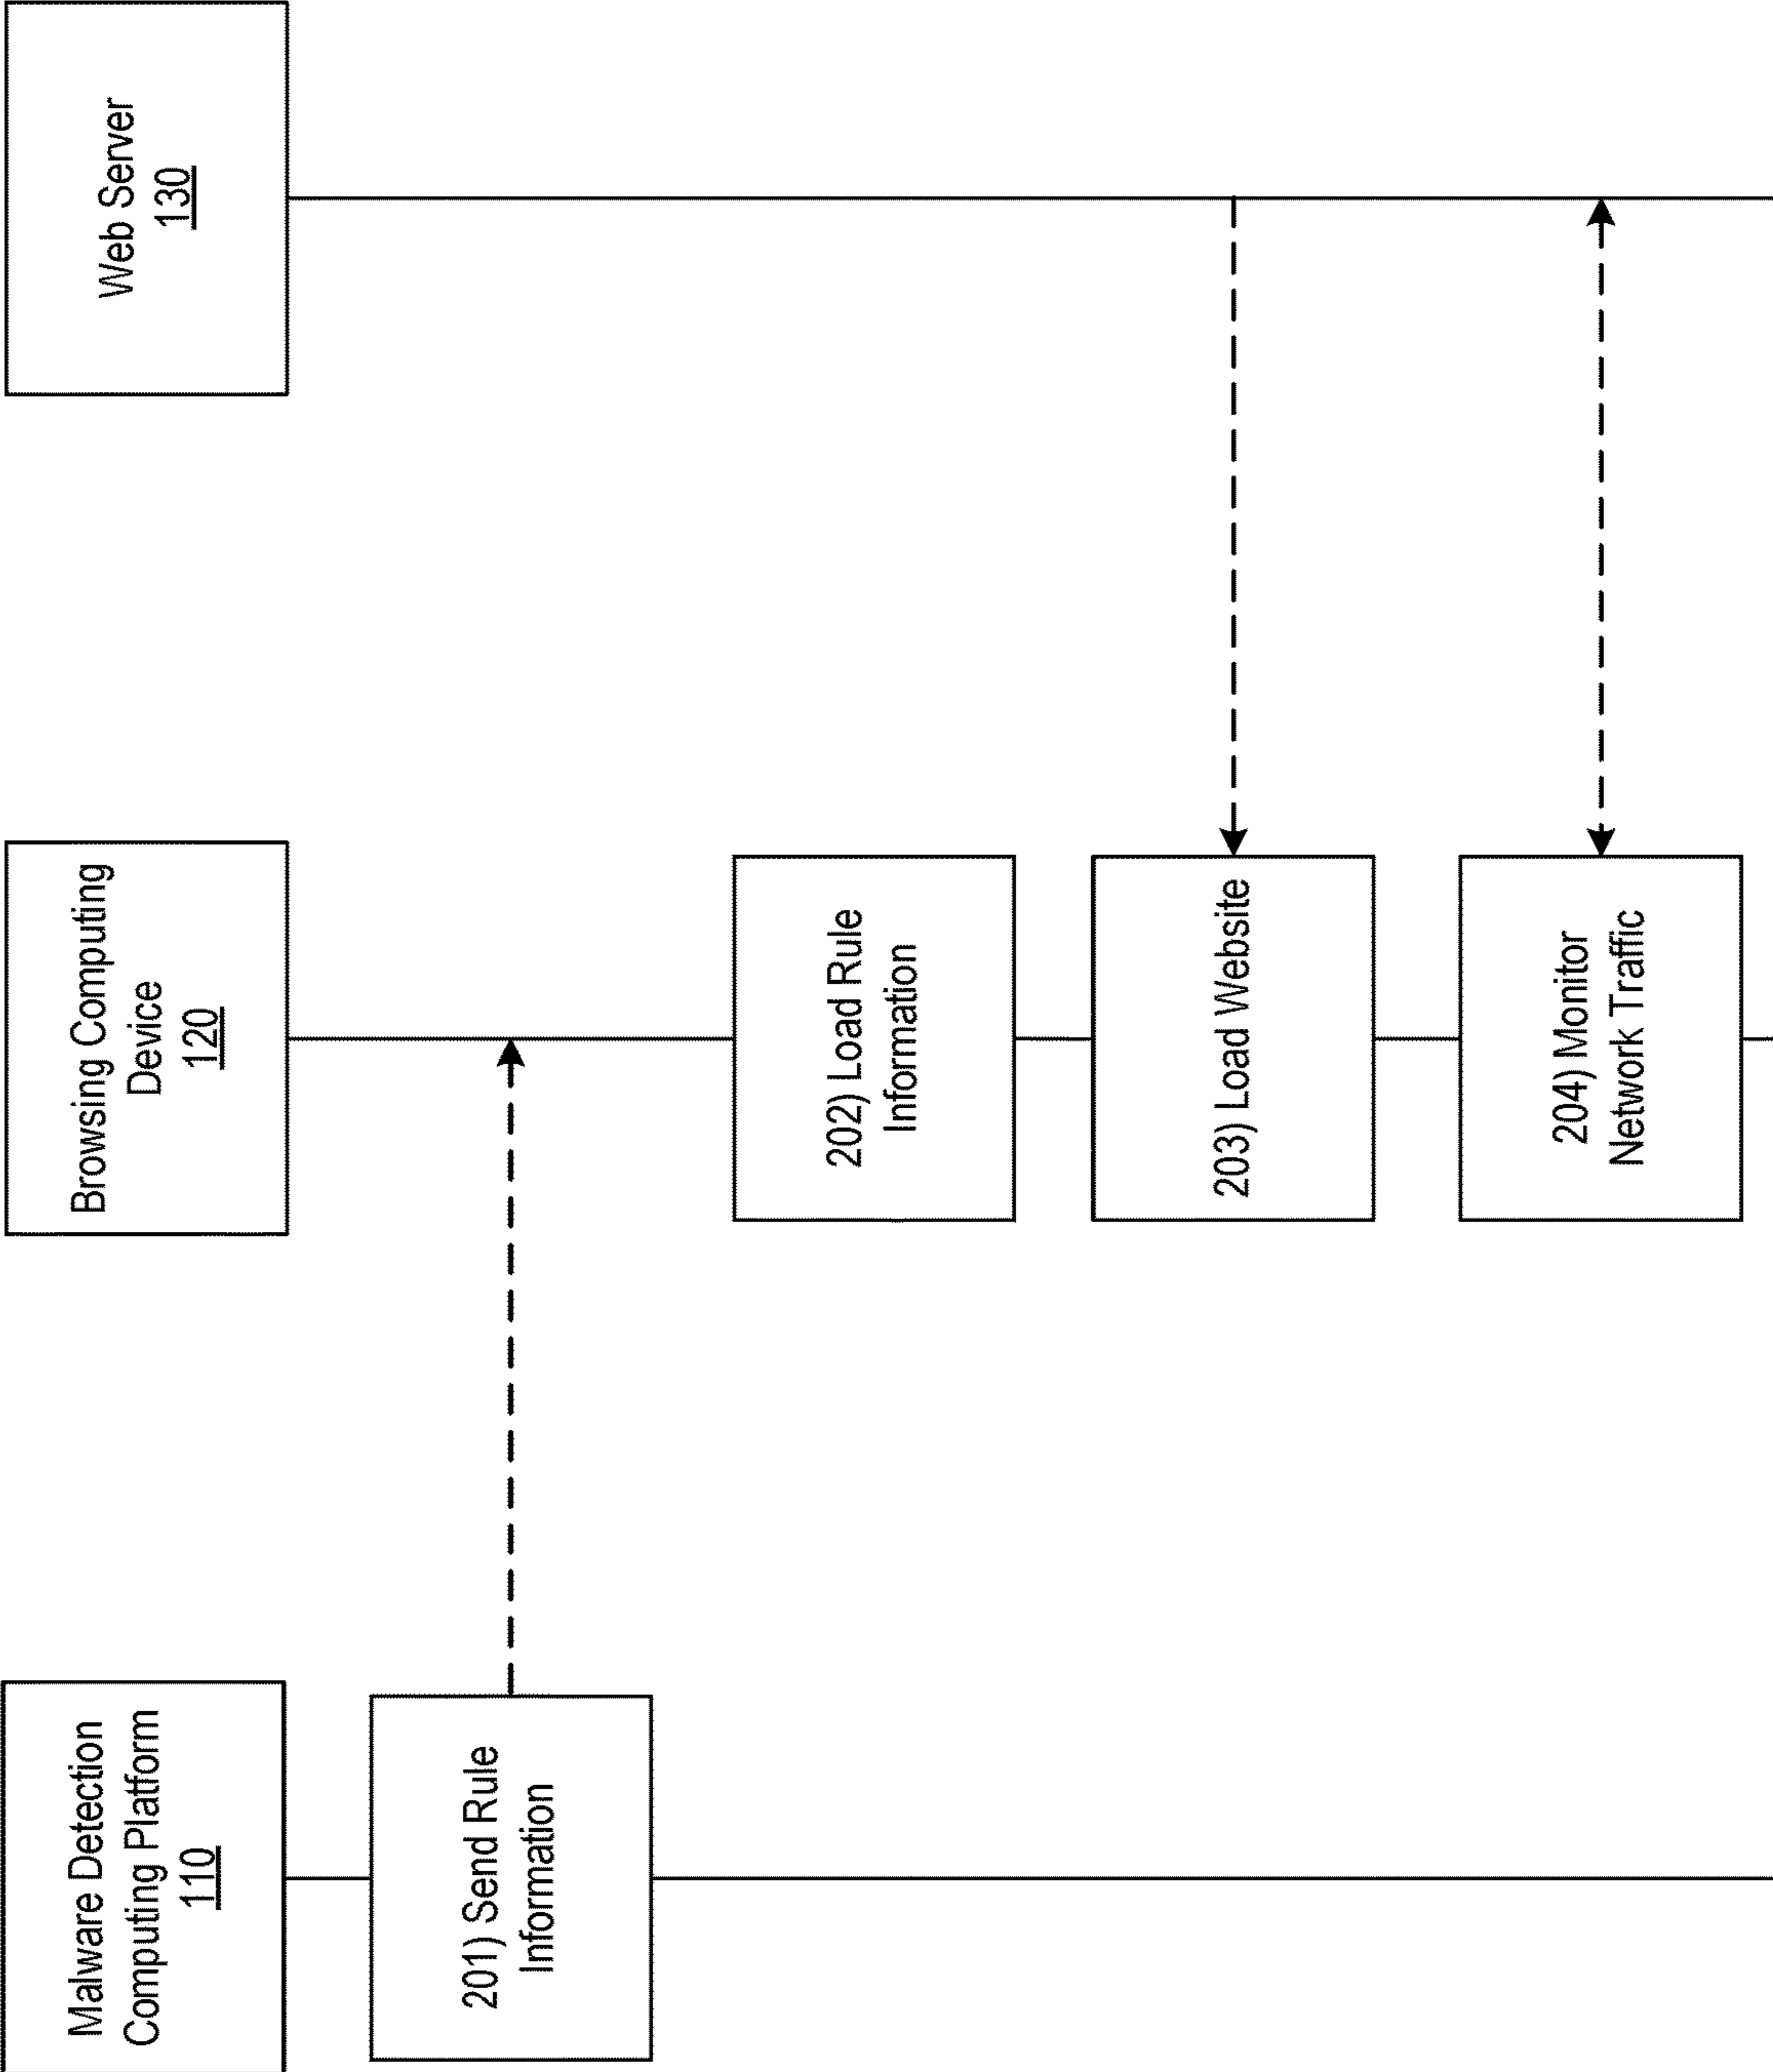 Malware Detection
Computing Platform
110
Browsing Computing
Device
120
Web Server
130
201) Send Rule
Information
202) Load Rule
Information
203) Load Website
204) Monitor
Network Traffic